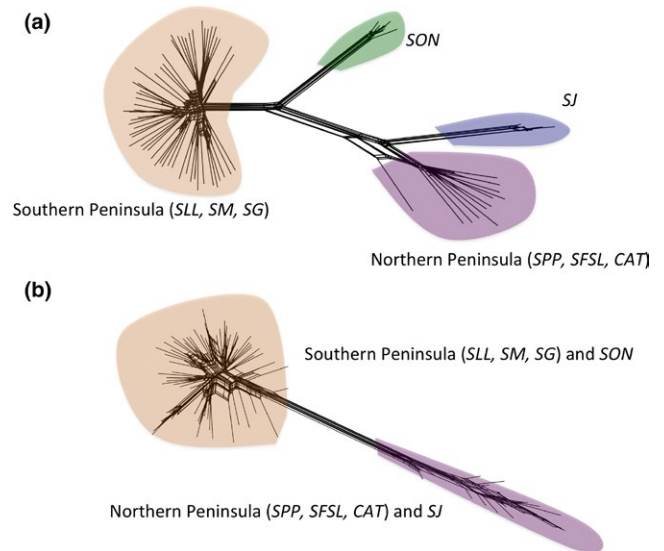 (a)
SON
SJ
Southern Peninsula (SLL, SM, SG)
Northern Peninsula (SPP, SFSL, CAT)
(b)
Southern Peninsula (SLL, SM, SG) and SON
Northern Peninsula (SPP, SFSL, CAT) and SJ